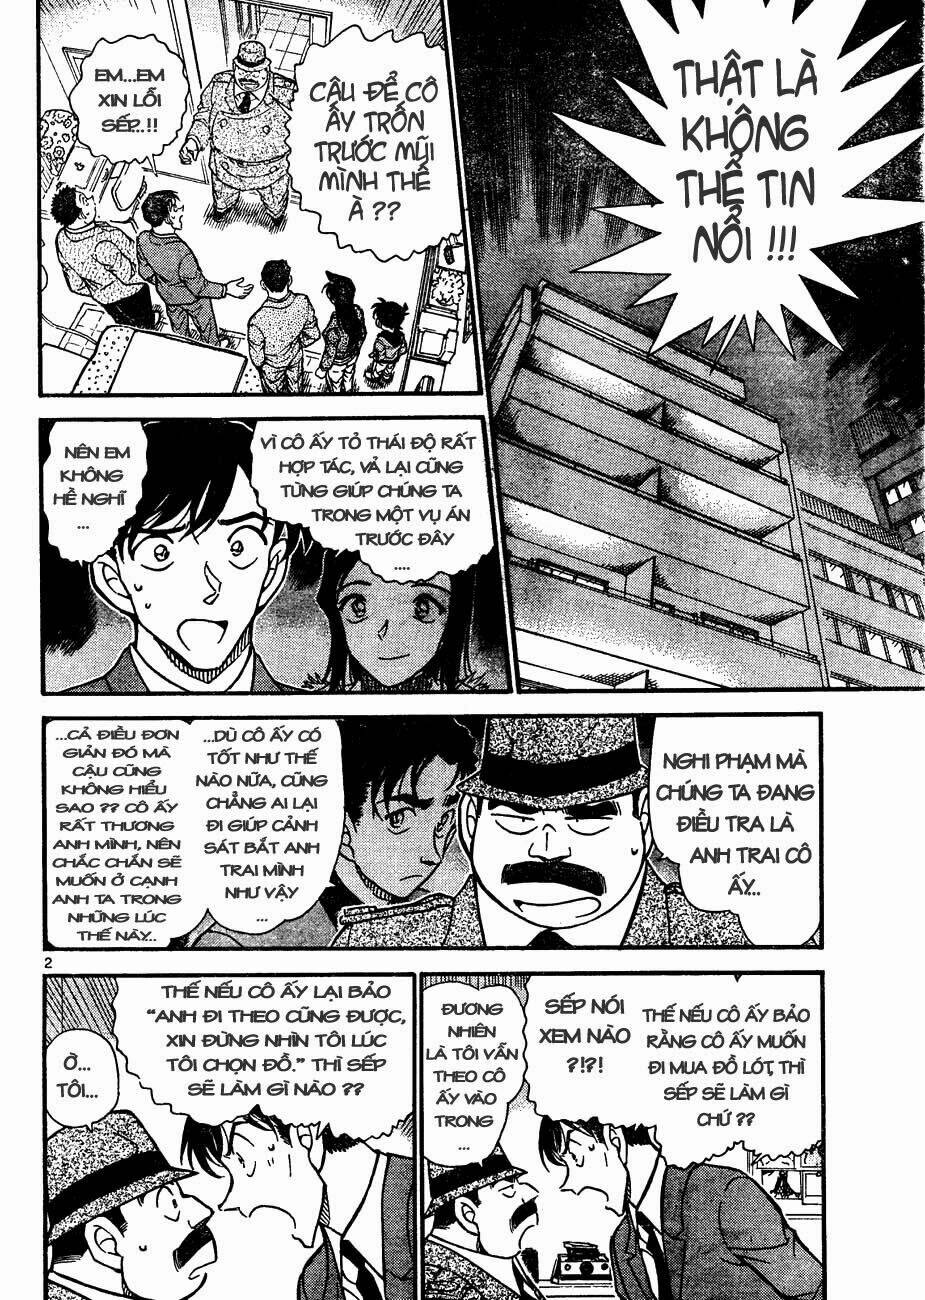 THẬT LÀ
KHÔNG
THỂ TIN
NỔI !!!
CẬU ĐỂ CÔ
ẤY TRỐN
TRƯỚC MŨI
MÌNH THẾ
À ??
EM...EM
XIN LỖI
SẾP...!!
VÌ CÔ ẤY TỎ THÁI ĐỘ RẤT
HỢP TÁC, VẢ LẠI CŨNG
TỪNG GIÚP CHÚNG TA
TRONG MỘT VỤ ÁN
TRƯỚC ĐÂY
.....
NÊN EM
KHÔNG
HỀ NGHĨ
...
NGHI PHẠM MÀ
CHÚNG TA ĐANG
ĐIỀU TRA LÀ
ANH TRAI CÔ
ẤY...
...DÙ CÔ ẤY CÓ
TỐT NHƯ THẾ
NÀO NỮA, CŨNG
CHẲNG AI LẠI
ĐI GIÚP CẢNH
SÁT BẮT ANH
TRAI MÌNH
NHƯ VẬY
...
...CẢ ĐIỀU ĐƠN
GIẢN ĐÓ MÀ
CẬU CŨNG
KHÔNG HIỂU
SAO ?? CÔ ẤY
RẤT THƯƠNG
ANH MÌNH, NÊN
CHẮC CHẮN SẼ
MUỐN Ở CẠNH
ANH TA TRONG
NHỮNG LÚC
THẾ NÀY...
2
THẾ NẾU CÔ ẤY BẢO
RẰNG CÔ ẤY MUỐN
ĐI MUA ĐỒ LÓT, THÌ
SẾP SẼ LÀM GÌ
CHỨ ??
SẾP NÓI
XEM NÀO
?!?!
ĐƯƠNG
NHIÊN
LÀ TÔI VẪN
THEO CÔ
ẤY VÀO
TRONG
...
THẾ NẾU CÔ ẤY LẠI BẢO
"ANH ĐI THEO CŨNG ĐƯỢC,
XIN ĐỪNG NHÌN TÔI LÚC
TÔI CHỌN ĐỒ." THÌ SẾP
SẼ LÀM GÌ NÀO ??
Ờ...
TÔI...